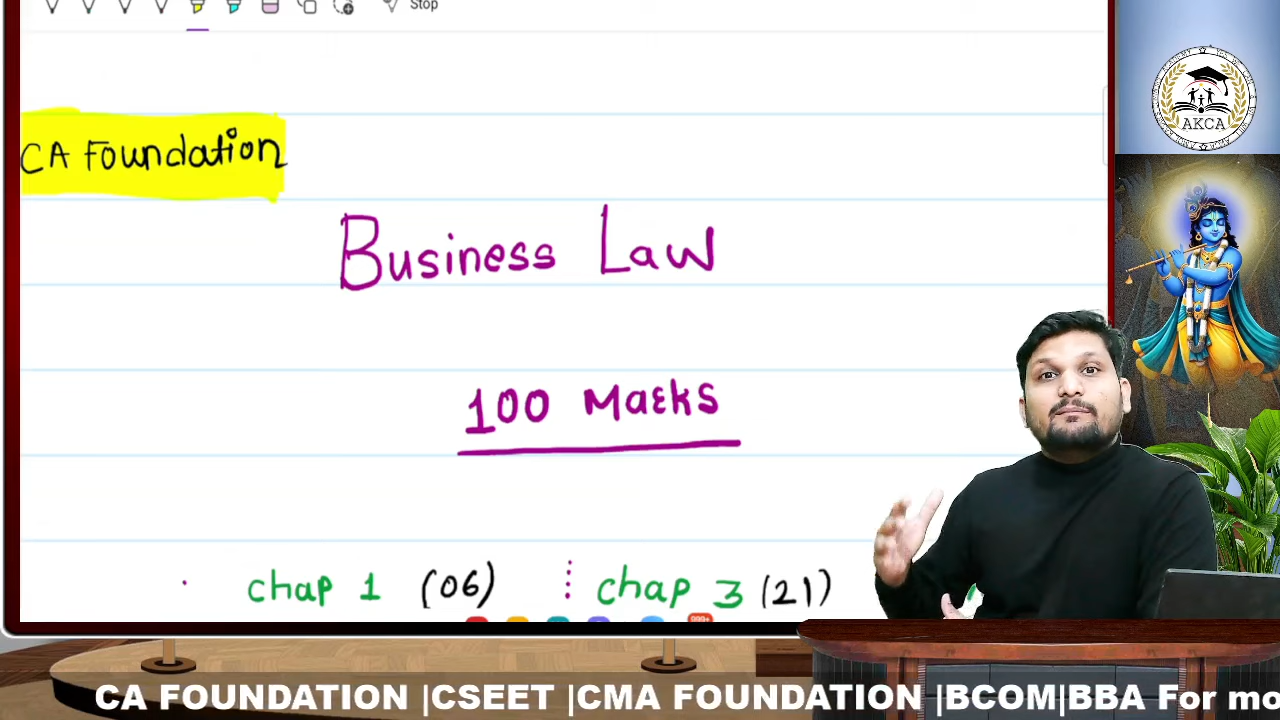 Stop
CA Foundation
Business Law
100 Marks
chap 1 (06) chap 3 (21)
999+
AKCA
CA FOUNDATION |CSEET |CMA FOUNDATION |BCOM|BBA For mo